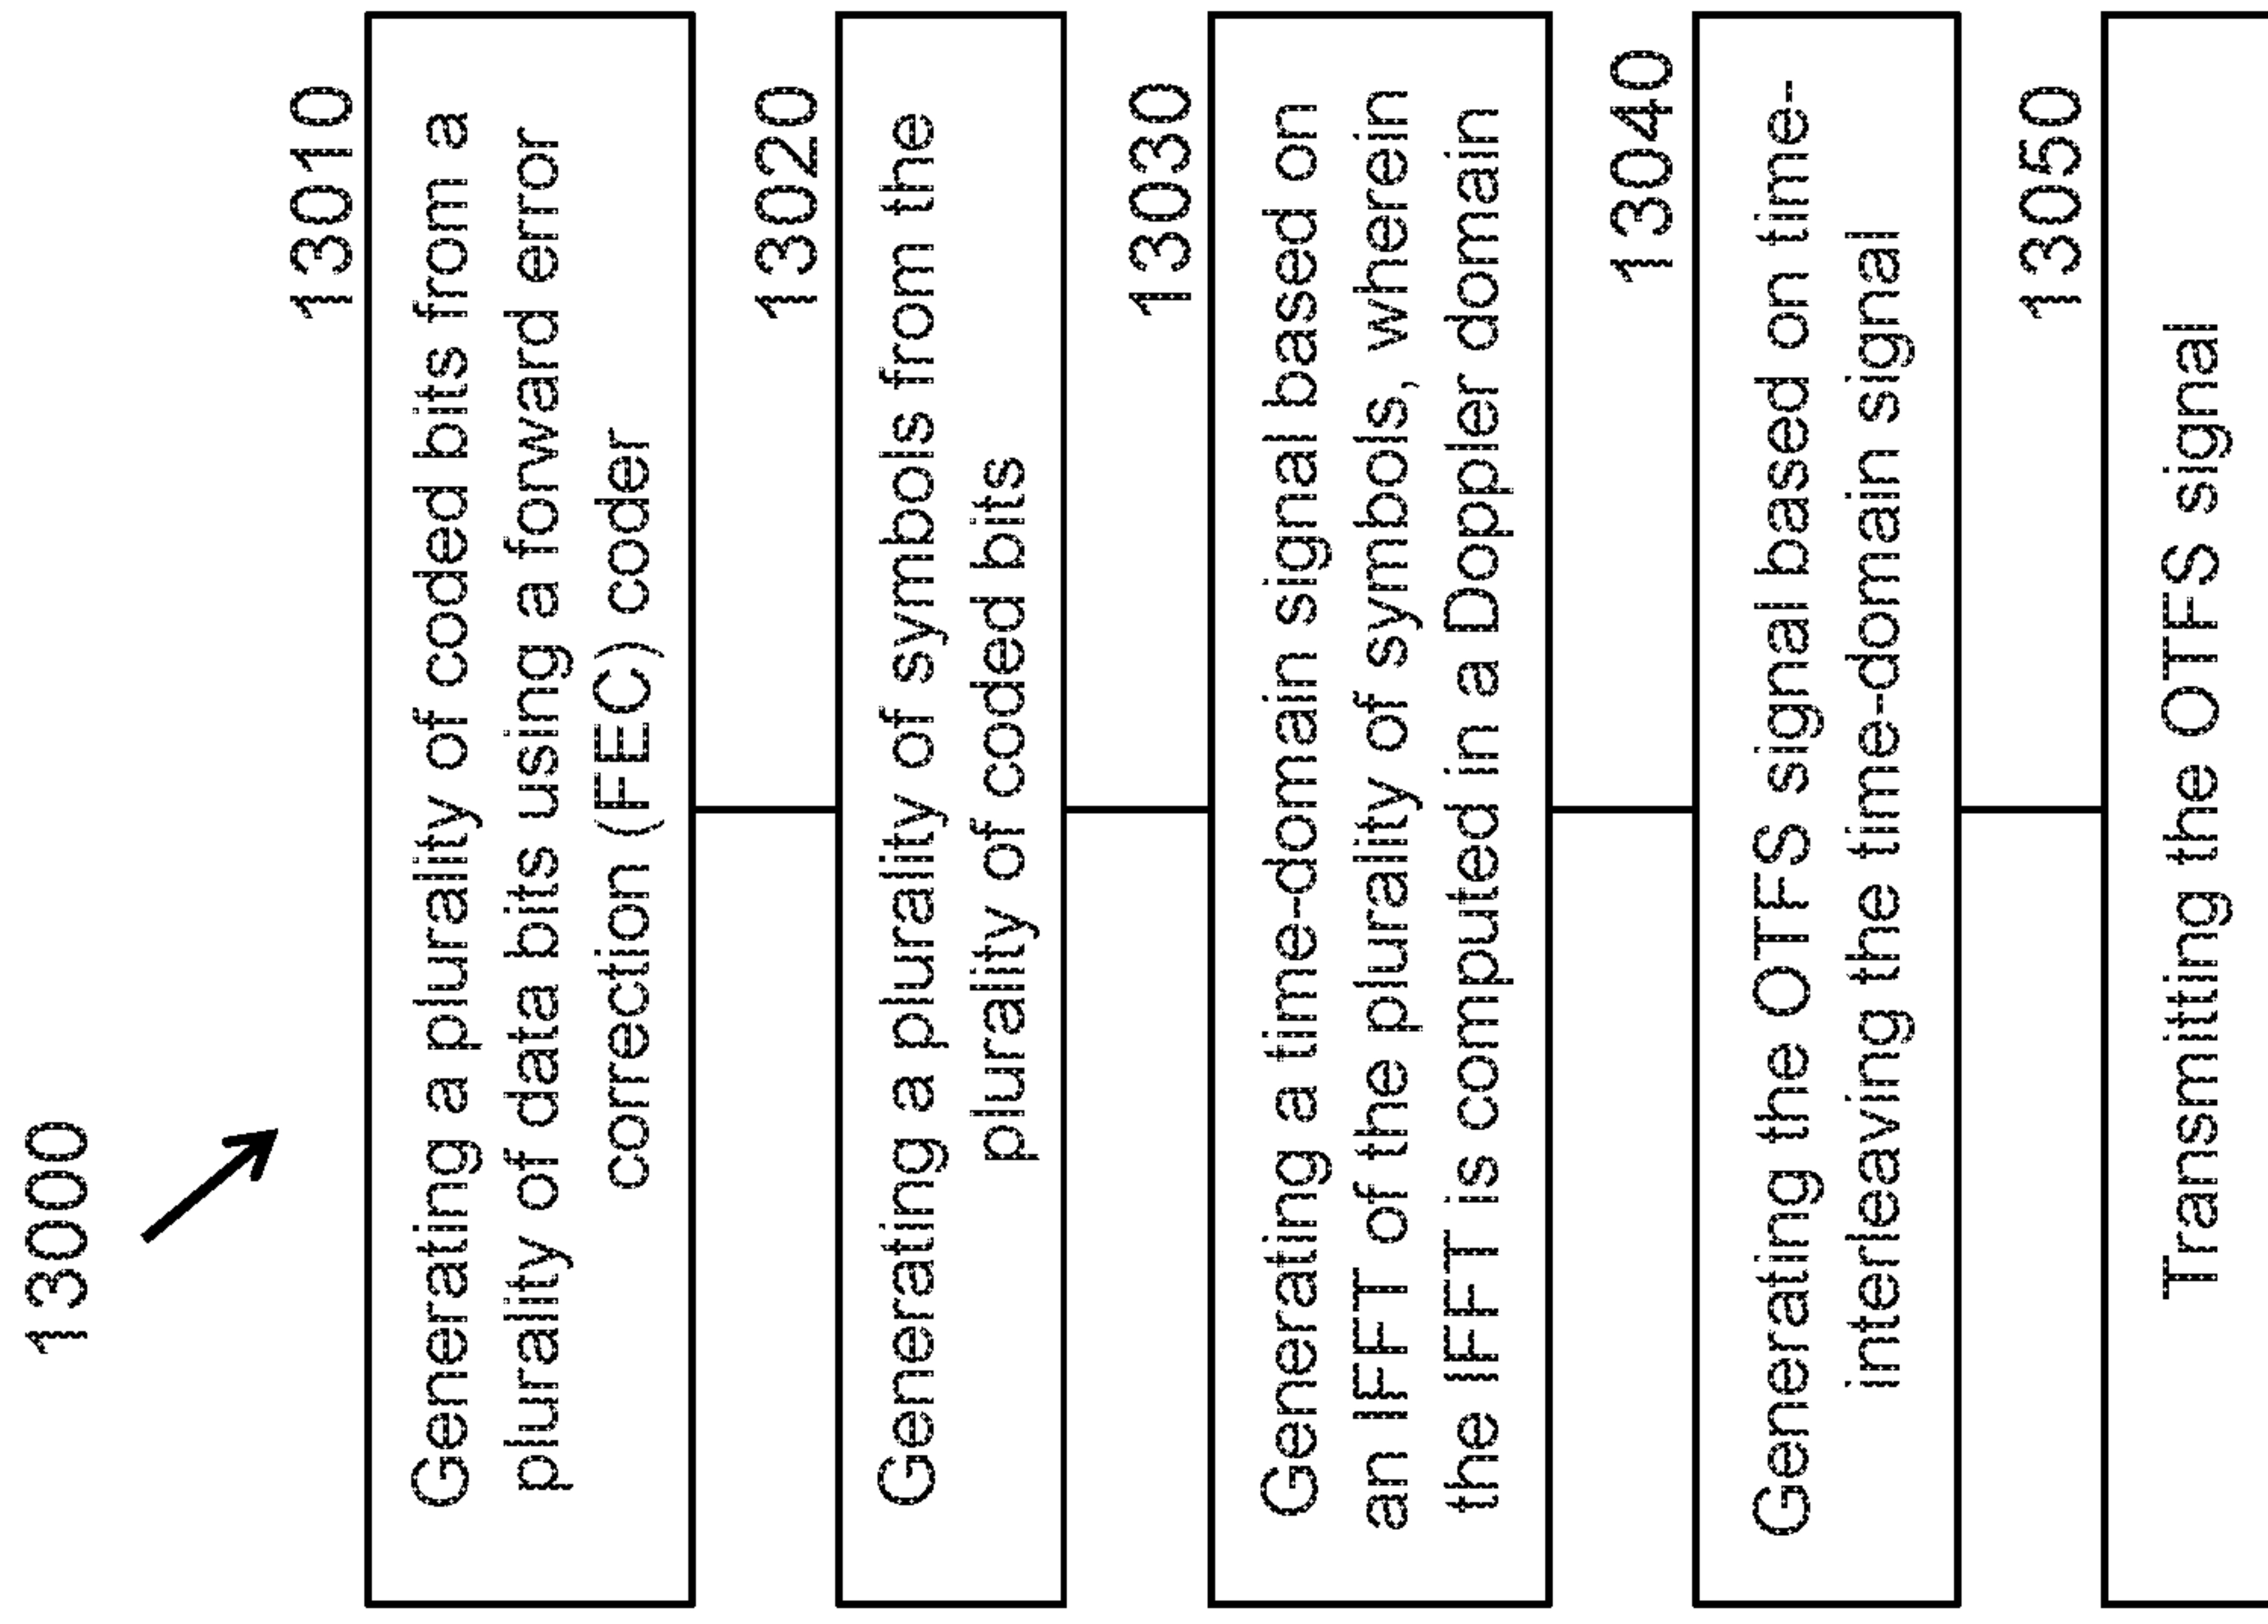 13000
13010
Generating a plurality of coded bits from a
plurality of data bits using a forward error
correction (FEC) coder
13020
Generating a plurality of symbols from the
plurality of coded bits
13030
Generating a time-domain signal based on
an IFFT of the plurality of symbols, wherein
the IFFT is computed in a Doppler domain
13040
Generating the OTFS signal based on time-
interleaving the time-domain signal
13050
Transmitting the OTFS signal